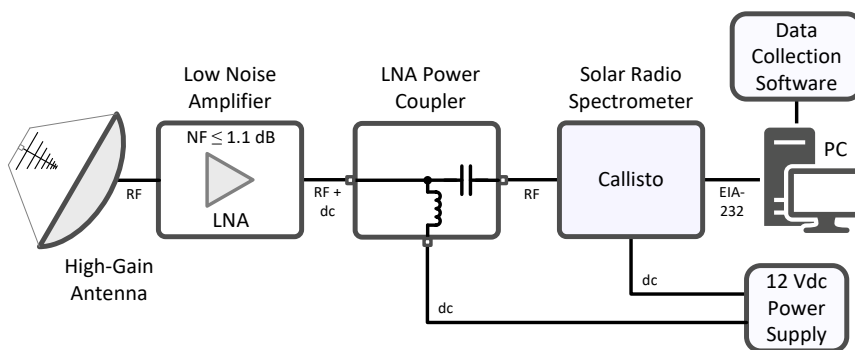 Data
Collection
Software
Low Noise
Amplifier
LNA Power
Coupler
Solar Radio
Spectrometer
NF ≤ 1.1 dB
LNA
RF
RF +
dc
RF
Callisto
EIA-
232
PC
High-Gain
Antenna
dc
dc
12 Vdc
Power
Supply